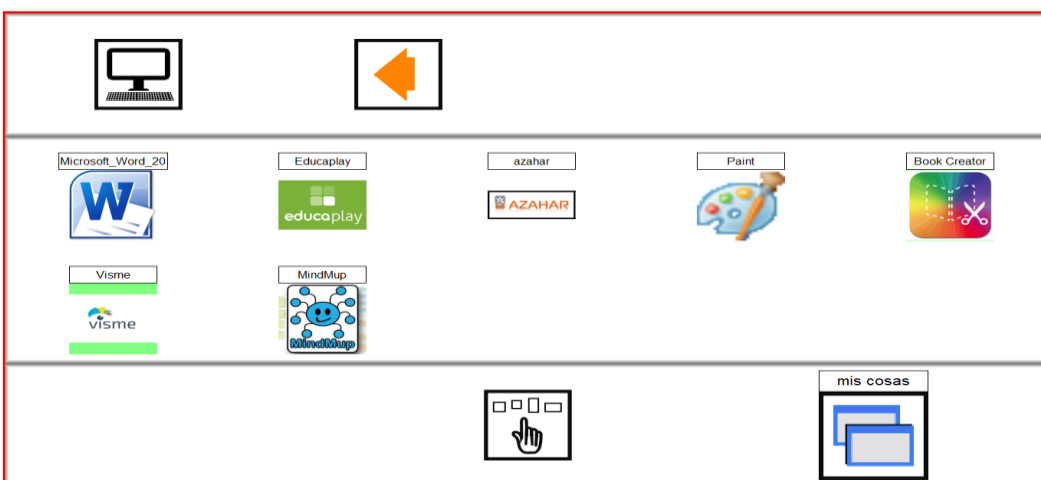 Microsoft_Word_20
Educaplay
azahar
Paint
Book Creator
W
educaplay
AZAHAR
Visme
MindMup
visme
MindMup
mis cosas